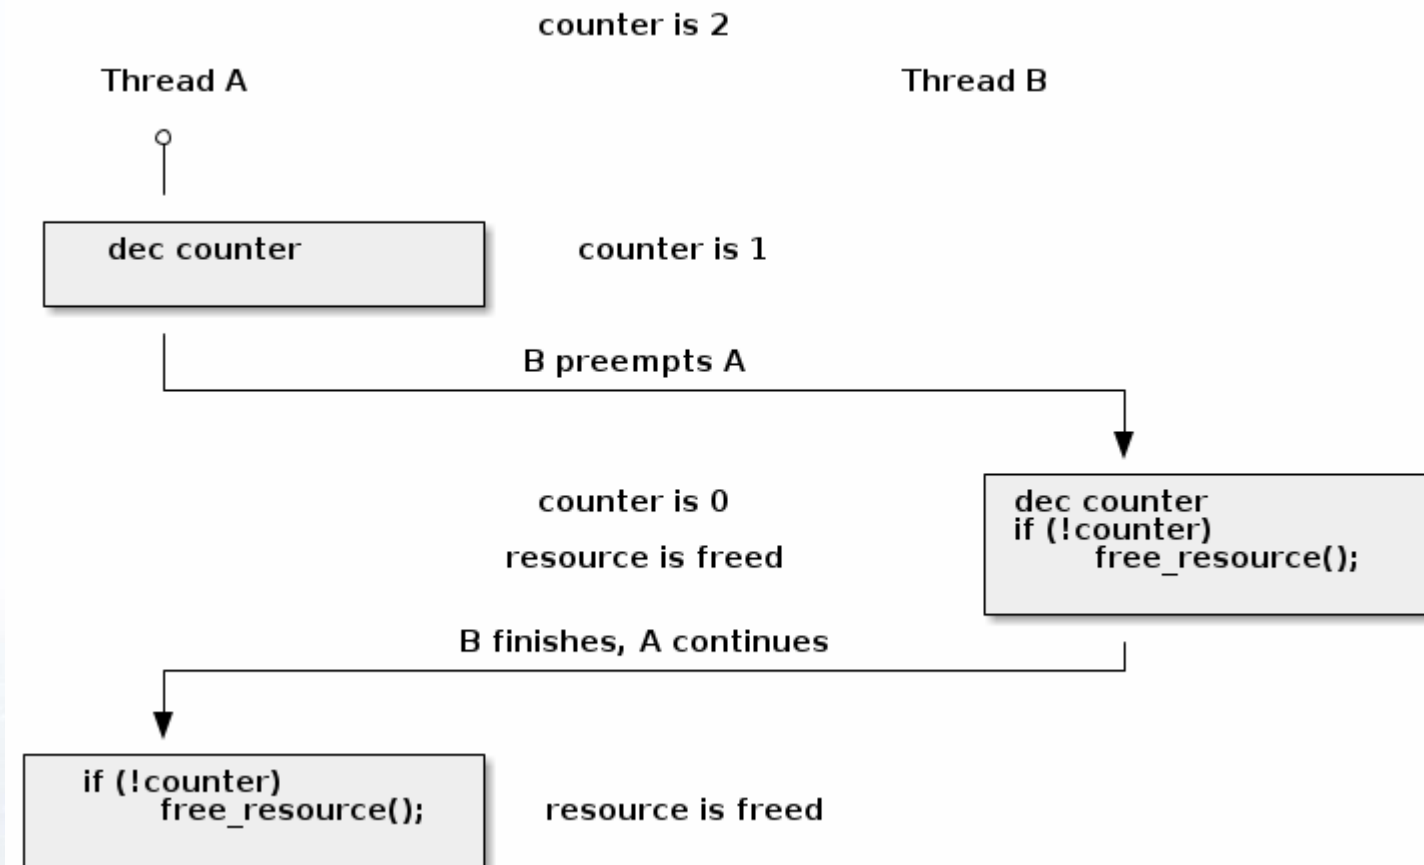 counter is 2
Thread A
Thread B
dec counter
counter is 1
B preempts A
counter is 0
resource is freed
dec counter
if (!counter)
free_resource();
B finishes, A continues
if (!counter)
free_resource();
resource is freed